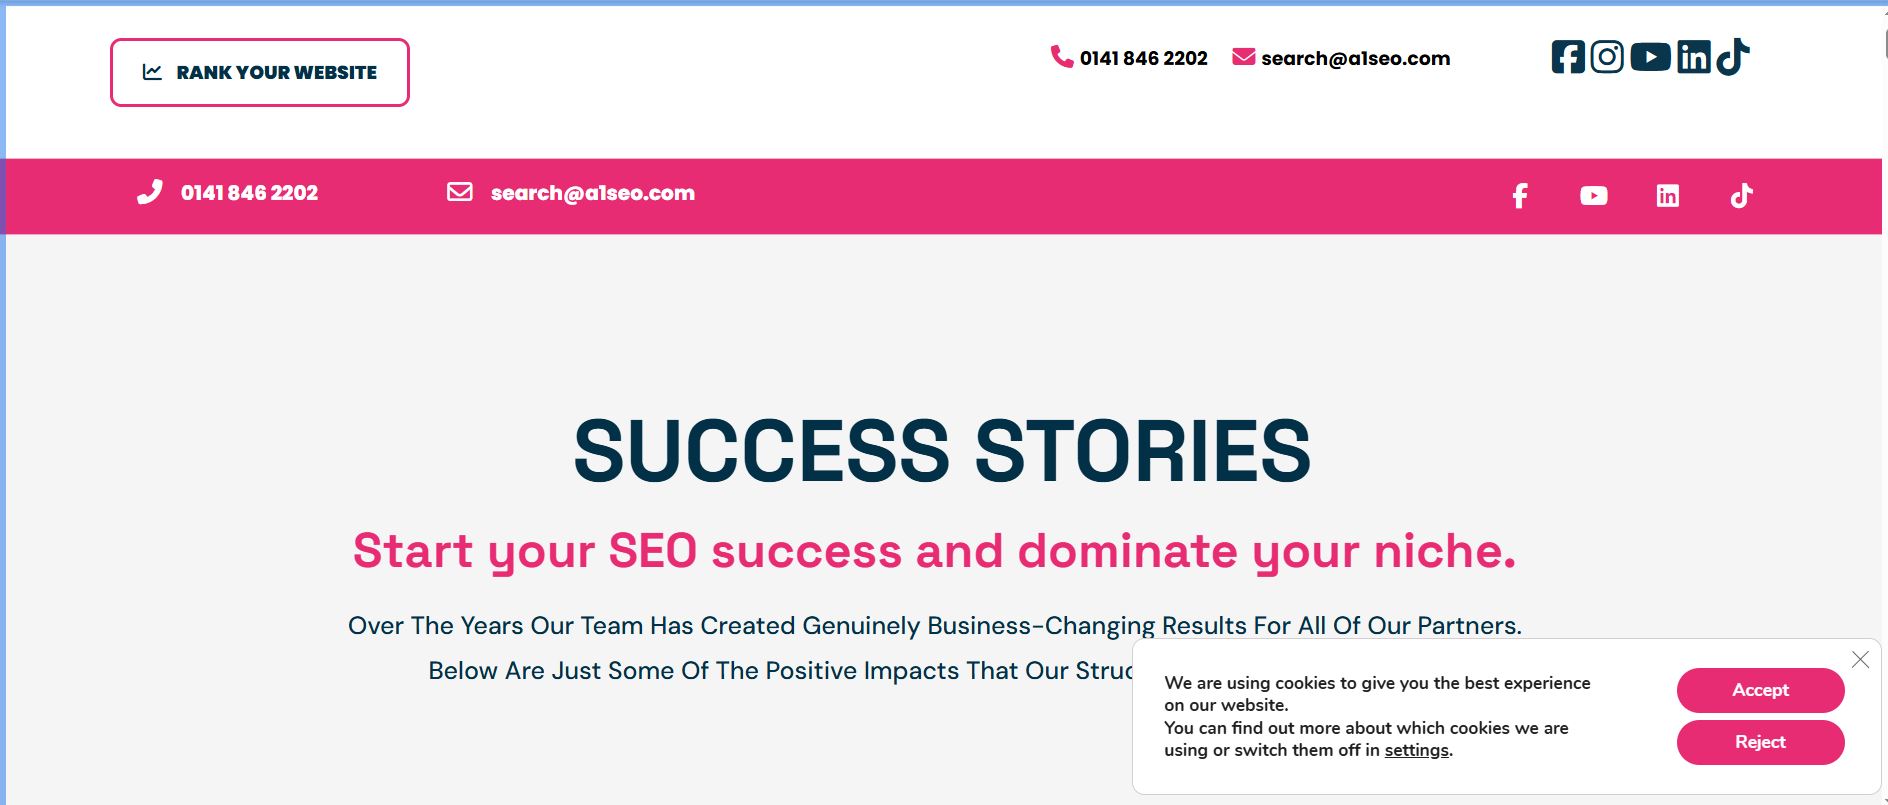 RANK YOUR WEBSITE
0141 846 2202
search@a1seo.com
0141 846 2202
search@a1seo.com
SUCCESS STORIES
Start your SEO success and dominate your niche.
Over The Years Our Team Has Created Genuinely Business-Changing Results For All Of Our Partners.
Below Are Just Some Of The Positive Impacts That Our
We are using cookies to give you the best experience
on our website.
You can find out more about which cookies we are
using or switch them off in settings.
Accept
Reject